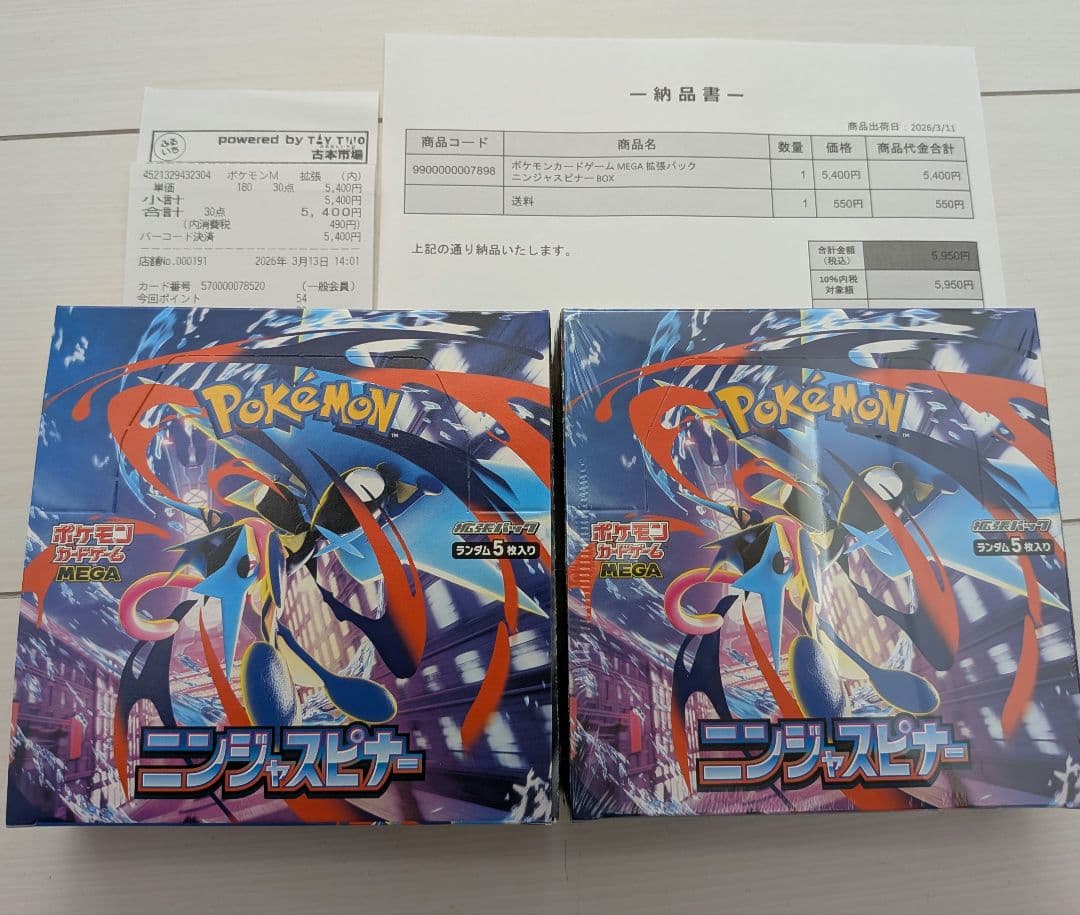 ふるいち
powered by TAY TWO
古本市場
4521329432304 ポケモンM 拡張 (内)
単価 180 30点 5,400円
小計 5,400円
合計 30点 5,400円
(内消費税 490円)
バーコード決済 5,400円
店舗No.000191 2026年 3月13日 14:01
カード番号 570000078520 (一般会員)
今回ポイント 54
―納品書―
商品出荷日：2026/3/11
商品コード 商品名 数量 価格 商品代金合計
9900000007898 ポケモンカードゲーム MEGA 拡張パック 1 5,400円 5,400円
ニンジャスピナー BOX
送料 1 550円 550円
上記の通り納品いたします。
合計金額 5,950円
(税込)
10%内税 5,950円
対象額
POKéMON
TM
ポケモン
カードゲーム
MEGA
拡張パック
ランダム5枚入り
ニンジャスピナー
POKéMON
TM
ポケモン
カードゲーム
MEGA
拡張パック
ランダム5枚入り
ニンジャスピナー